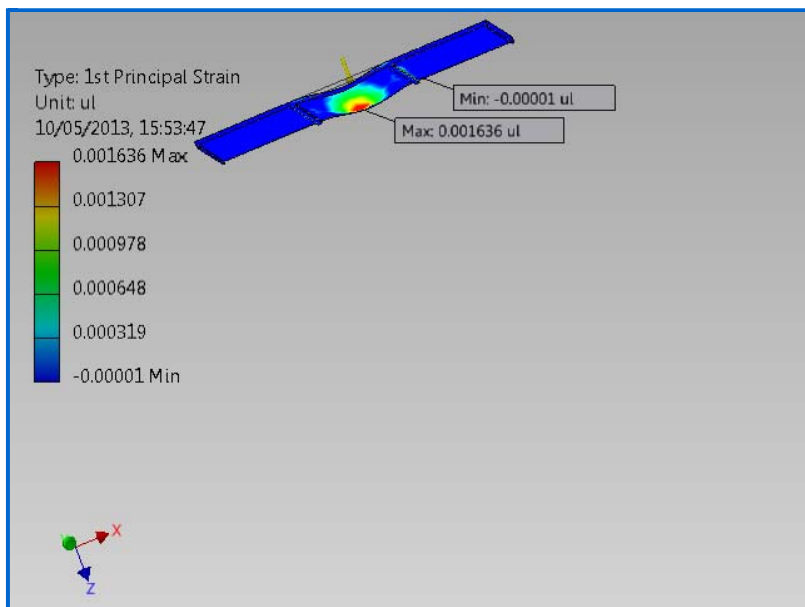 Type: 1st Principal Strain
Unit: ul
10/05/2013, 15:53:47
0.001636 Max
0.001307
0.000978
0.000648
0.000319
-0.00001 Min
Min: -0.00001 ul
Max: 0.001636 ul
X
Z